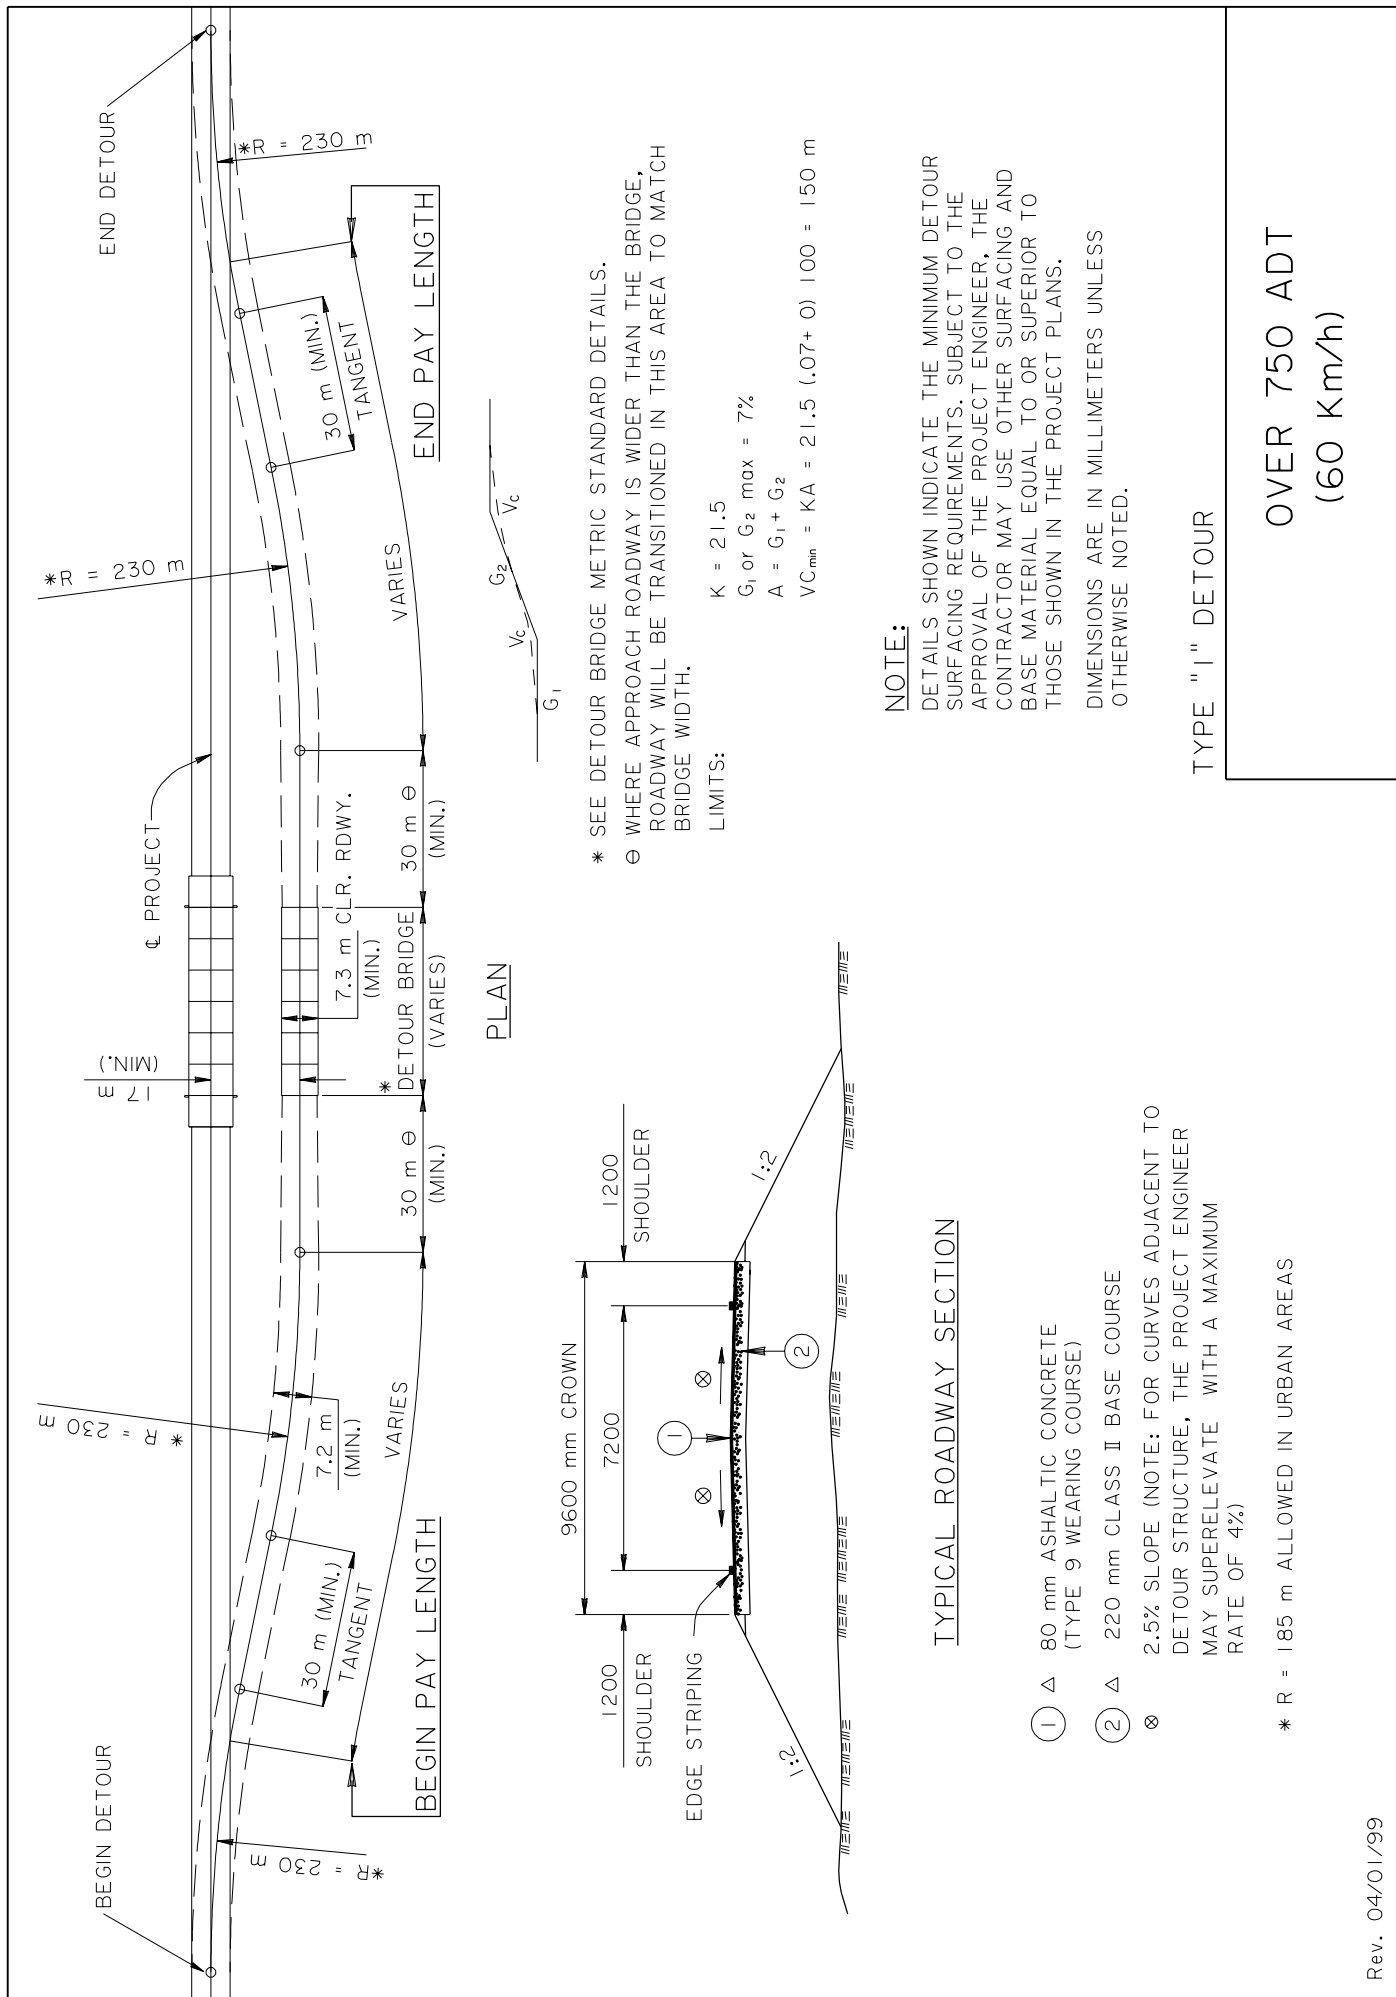 BEGIN DETOUR
℄ PROJECT
END DETOUR
*R = 230 m
* R = 230 m
17 m
(MIN.)
*R = 230 m
*R = 230 m
30 m (MIN.)
TANGENT
7.2 m
(MIN.)
7.3 m CLR. RDWY.
(MIN.)
30 m (MIN.)
TANGENT
VARIES
30 m ⊖
(MIN.)
* DETOUR BRIDGE
(VARIES)
30 m ⊖
(MIN.)
VARIES
BEGIN PAY LENGTH
END PAY LENGTH
PLAN
G1
Vc
G2
Vc
* SEE DETOUR BRIDGE METRIC STANDARD DETAILS.
⊖ WHERE APPROACH ROADWAY IS WIDER THAN THE BRIDGE,
ROADWAY WILL BE TRANSITIONED IN THIS AREA TO MATCH
BRIDGE WIDTH.
LIMITS:
K = 21.5
G1 or G2 max = 7%
A = G1 + G2
VCmin = KA = 21.5 (.07+ 0) 100 = 150 m
9600 mm CROWN
1200
SHOULDER
7200
1200
SHOULDER
EDGE STRIPING
⊗
⊗
1
2
1:2
1:2
TYPICAL ROADWAY SECTION
1 △ 80 mm ASHALTIC CONCRETE
(TYPE 9 WEARING COURSE)
2 △ 220 mm CLASS II BASE COURSE
⊗ 2.5% SLOPE (NOTE: FOR CURVES ADJACENT TO
DETOUR STRUCTURE, THE PROJECT ENGINEER
MAY SUPERELEVATE WITH A MAXIMUM
RATE OF 4%)
* R = 185 m ALLOWED IN URBAN AREAS
NOTE:
DETAILS SHOWN INDICATE THE MINIMUM DETOUR
SURFACING REQUIREMENTS. SUBJECT TO THE
APPROVAL OF THE PROJECT ENGINEER, THE
CONTRACTOR MAY USE OTHER SURFACING AND
BASE MATERIAL EQUAL TO OR SUPERIOR TO
THOSE SHOWN IN THE PROJECT PLANS.
DIMENSIONS ARE IN MILLIMETERS UNLESS
OTHERWISE NOTED.
TYPE "1" DETOUR
OVER 750 ADT
(60 Km/h)
Rev. 04/01/99